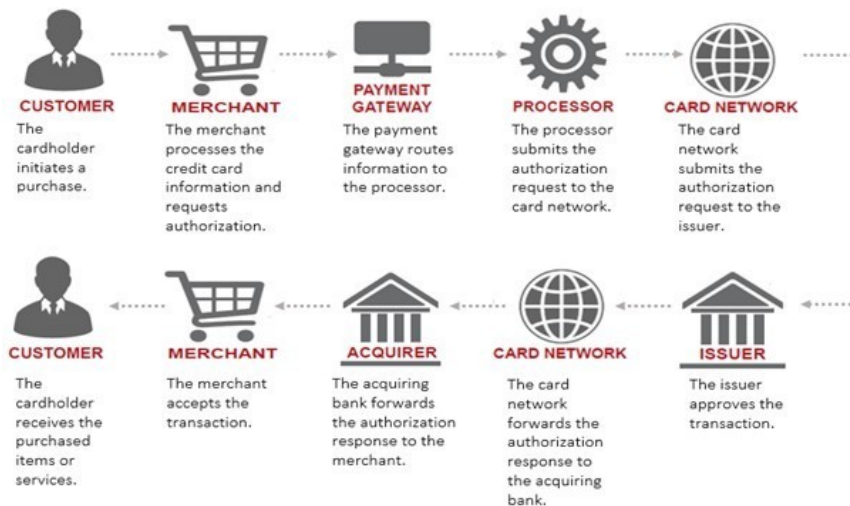 CUSTOMER
The
cardholder
initiates a
purchase.
MERCHANT
The merchant
processes the
credit card
information and
requests
authorization.
PAYMENT
GATEWAY
The payment
gateway routes
information to
the processor.
PROCESSOR
The processor
submits the
authorization
request to the
card network.
CARD NETWORK
The card
network
submits the
authorization
request to the
issuer.
CUSTOMER
The
cardholder
receives the
purchased
items or
services.
MERCHANT
The merchant
accepts the
transaction.
ACQUIRER
The acquiring
bank forwards
the authorization
response to the
merchant.
CARD NETWORK
The card
network
forwards the
authorization
response to
the acquiring
bank.
ISSUER
The issuer
approves the
transaction.